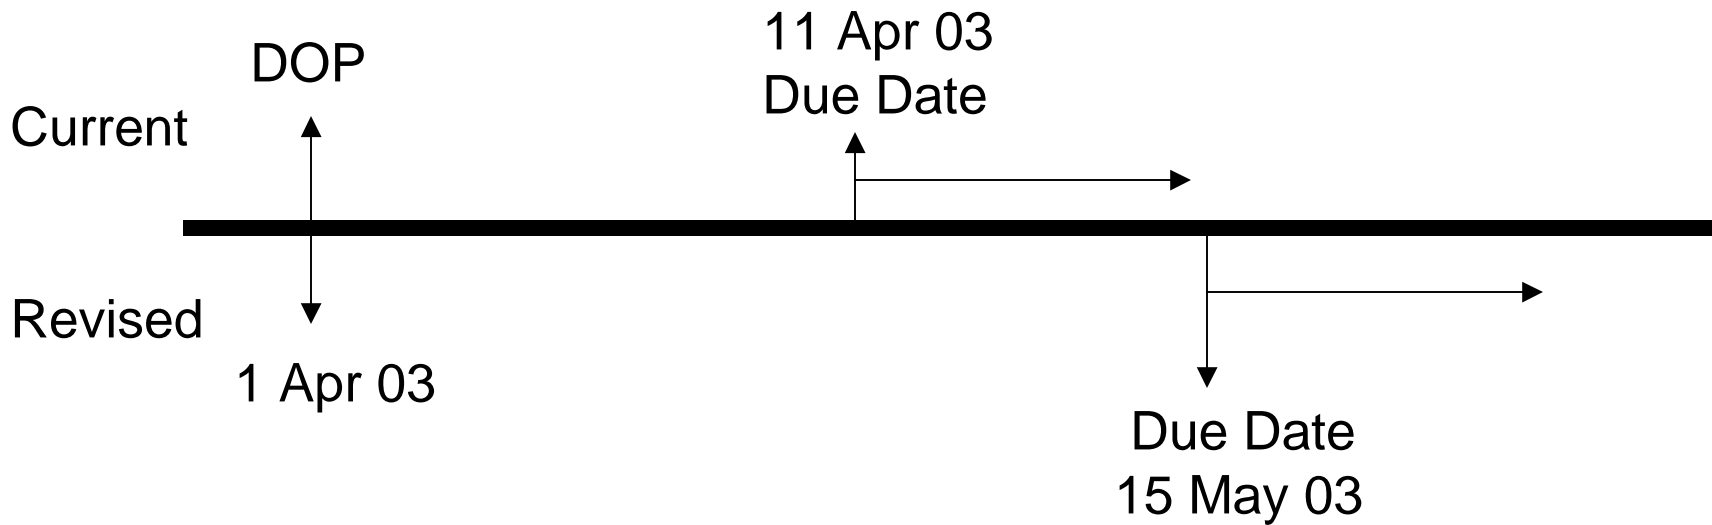 DOP
11 Apr 03
Due Date
Current
Revised
1 Apr 03
Due Date
15 May 03